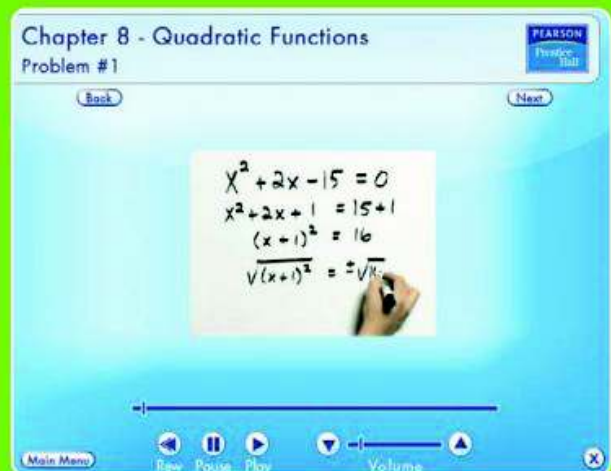 Chapter 8 - Quadratic Functions
Problem #1
PEARSON
Prentice
Hall
Back
Next
x² + 2x - 15 = 0
x² + 2x + 1 = 15 + 1
(x + 1)² = 16
√(x + 1)² = ±√
Main Menu
Rew Pause Play
Volume
X